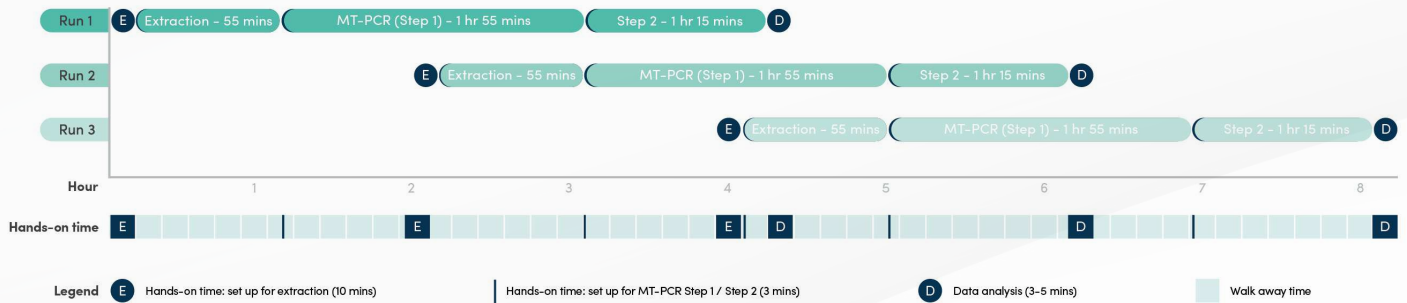 Run 1 E Extraction - 55 mins MT-PCR (Step 1) - 1 hr 55 mins Step 2 - 1 hr 15 mins D
Run 2 E Extraction - 55 mins MT-PCR (Step 1) - 1 hr 55 mins Step 2 - 1 hr 15 mins D
Run 3 E Extraction - 55 mins MT-PCR (Step 1) - 1 hr 55 mins Step 2 - 1 hr 15 mins D
Hour 1 2 3 4 5 6 7 8
Hands-on time E E E D D D
Legend E Hands-on time: set up for extraction (10 mins) Hands-on time: set up for MT-PCR Step 1 / Step 2 (3 mins) D Data analysis (3-5 mins) Walk away time